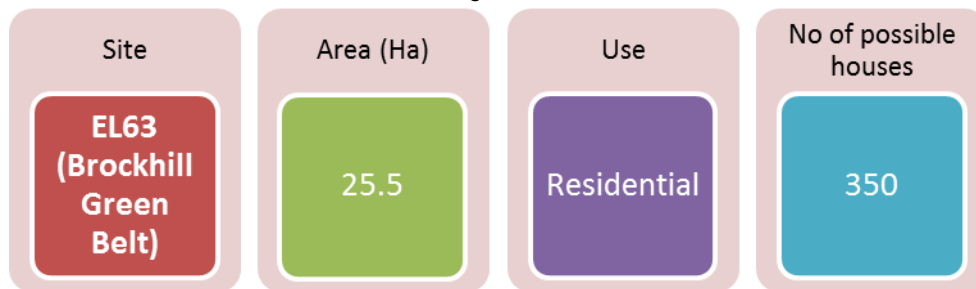 Site
EL63
(Brockhill
Green
Belt)
Area (Ha)
25.5
Use
Residential
No of possible
houses
350